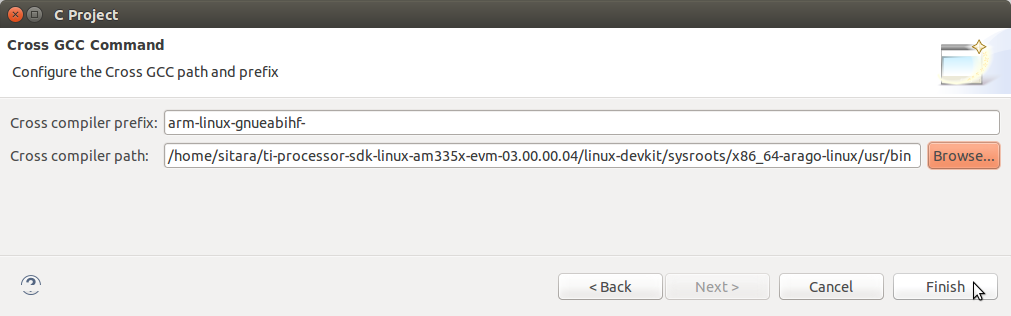 C Project
Cross GCC Command
Configure the Cross GCC path and prefix
Cross compiler prefix: arm-linux-gnueabihf-
Cross compiler path: /home/sitara/ti-processor-sdk-linux-am335x-evm-03.00.00.04/linux-devkit/sysroots/x86_64-arago-linux/usr/bin Browse...
? < Back Next > Cancel Finish